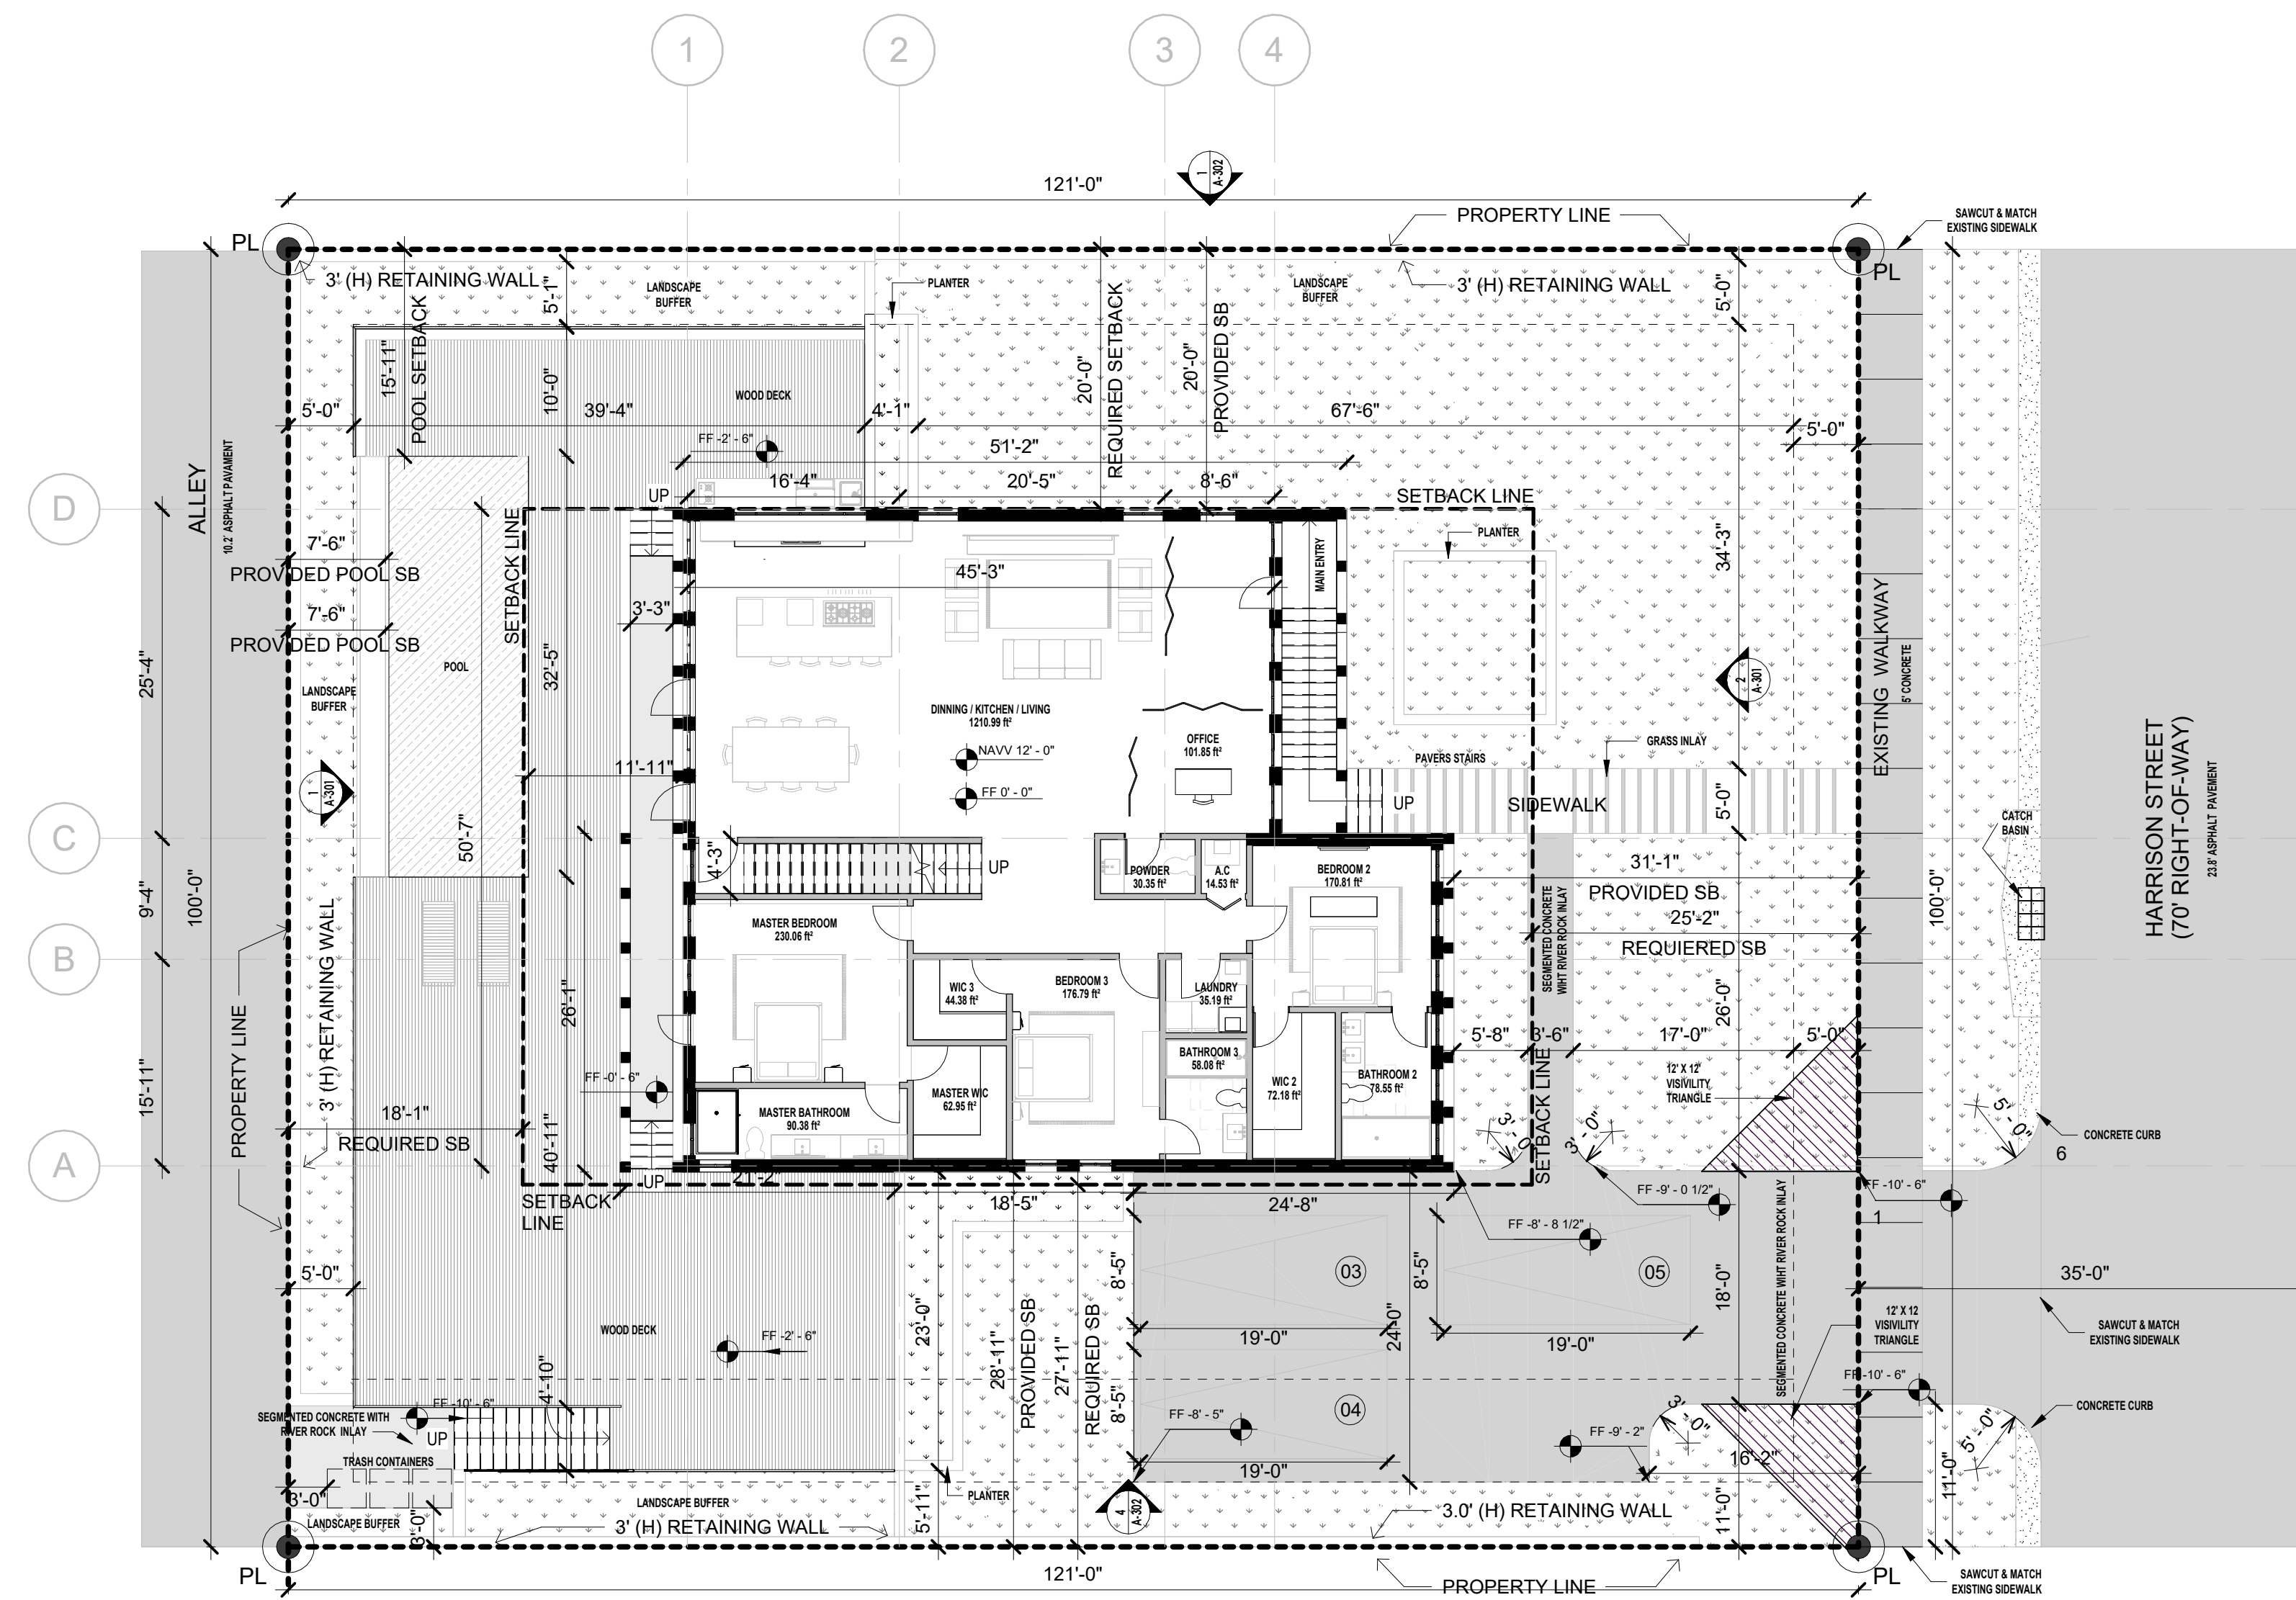 1
2
3
4
1
A-302
121'-0"
PROPERTY LINE
SAWCUT & MATCH
EXISTING SIDEWALK
PL
PL
3' (H) RETAINING WALL
5'-1"
LANDSCAPE
BUFFER
PLANTER
LANDSCAPE
BUFFER
3' (H) RETAINING WALL
5'-0"
15'-11"
POOL SETBACK
10'-0"
WOOD DECK
20'-0"
REQUIRED SETBACK
20'-0"
PROVIDED SB
5'-0"
39'-4"
4'-1"
67'-6"
5'-0"
FF -2' - 6"
51'-2"
16'-4"
20'-5"
8'-6"
UP
SETBACK LINE
D
ALLEY
10.2' ASPHALT PAVAMENT
7'-6"
PROVIDED POOL SB
7'-6"
PROVIDED POOL SB
SETBACK LINE
MAIN ENTRY
PLANTER
34'-3"
45'-3"
3'-3"
32'-5"
POOL
25'-4"
LANDSCAPE
BUFFER
EXISTING WALKWAY
5' CONCRETE
2
A-301
DINNING / KITCHEN / LIVING
1210.99 ft²
NAVV 12' - 0"
FF 0' - 0"
OFFICE
101.85 ft²
GRASS INLAY
PAVERS STAIRS
11'-11"
1
A-301
UP
SIDEWALK
5'-0"
CATCH
BASIN
HARRISON STREET
(70' RIGHT-OF-WAY)
23.8' ASPHALT PAVEMENT
C
50'-7"
4'-3"
UP
POWDER
30.35 ft²
A.C
14.53 ft²
BEDROOM 2
170.81 ft²
31'-1"
PROVIDED SB
25'-2"
REQUIERED SB
9'-4"
100'-0"
100'-0"
3' (H) RETAINING WALL
MASTER BEDROOM
230.06 ft²
SEGMENTED CONCRETE
WIHT RIVER ROCK INLAY
B
26'-1"
WIC 3
44.38 ft²
BEDROOM 3
176.79 ft²
LAUNDRY
35.19 ft²
26'-0"
5'-8"
3'-6"
17'-0"
5'-0"
PROPERTY LINE
15'-11"
FF -0' - 6"
BATHROOM 3
58.08 ft²
WIC 2
72.18 ft²
BATHROOM 2
78.55 ft²
12' X 12'
VISIVILITY
TRIANGLE
MASTER WIC
62.95 ft²
MASTER BATHROOM
90.38 ft²
18'-1"
REQUIRED SB
40'-11"
3' - 0"
3' - 0"
SETBACK LINE
5' - 0"
CONCRETE CURB
6
A
UP
21'-2"
SETBACK
LINE
18'-5"
24'-8"
FF -9' - 0 1/2"
FF -10' - 6"
1
FF -8' - 8 1/2"
SEGMENTED CONCRETE WIHT RIVER ROCK INLAY
5'-0"
8'-5"
03
8'-5"
05
18'-0"
35'-0"
WOOD DECK
FF -2' - 6"
23'-0"
28'-11"
PROVIDED SB
27'-11"
REQUIRED SB
19'-0"
24'-0"
19'-0"
12' X 12
VISIVILITY
TRIANGLE
SAWCUT & MATCH
EXISTING SIDEWALK
4'-10"
FF -10' - 6"
FF -10' - 6"
SEGMENTED CONCRETE WITH
RIVER ROCK INLAY
UP
8'-5"
04
FF -8' - 5"
FF -9' - 2"
3' - 0"
16'-2"
5' - 0"
CONCRETE CURB
TRASH CONTAINERS
19'-0"
3'-0"
LANDSCAPE BUFFER
3'-0"
LANDSCAPE BUFFER
3' (H) RETAINING WALL
5'-11"
PLANTER
4
A-302
3.0' (H) RETAINING WALL
11'-0"
11'-0"
PL
121'-0"
PROPERTY LINE
PL
SAWCUT & MATCH
EXISTING SIDEWALK